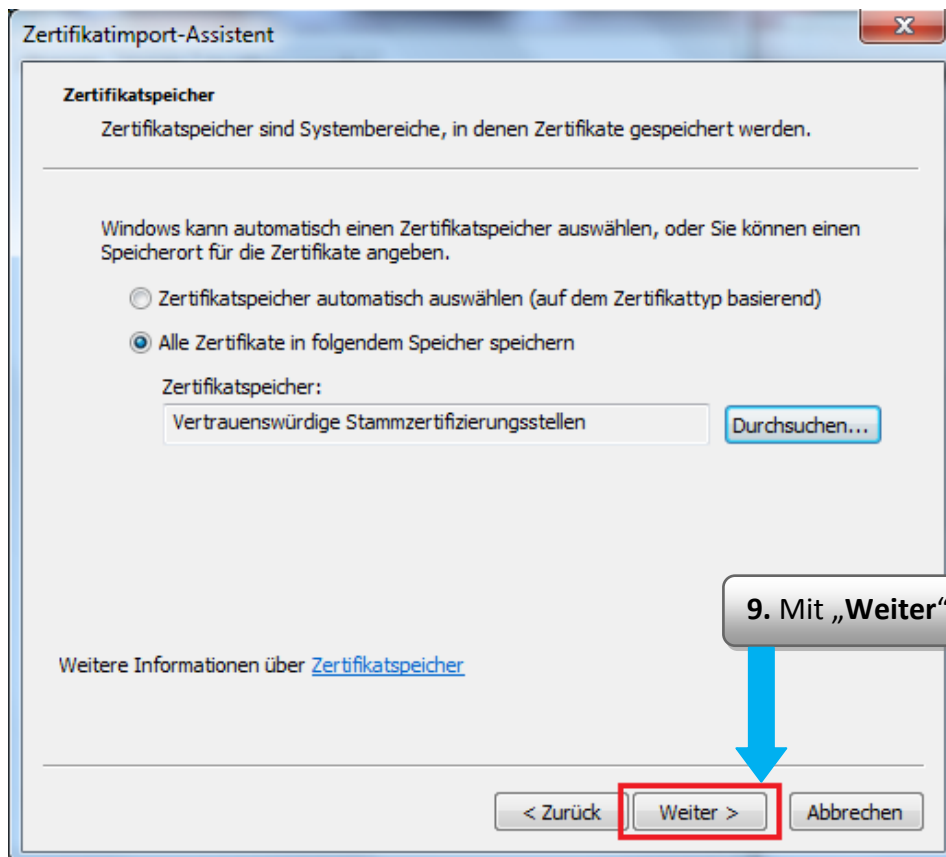 Zertifikatimport-Assistent
Zertifikatspeicher
Zertifikatspeicher sind Systembereiche, in denen Zertifikate gespeichert werden.
Windows kann automatisch einen Zertifikatspeicher auswählen, oder Sie können einen
Speicherort für die Zertifikate angeben.
Zertifikatspeicher automatisch auswählen (auf dem Zertifikattyp basierend)
Alle Zertifikate in folgendem Speicher speichern
Zertifikatspeicher:
Vertrauenswürdige Stammzertifizierungsstellen
Durchsuchen...
9. Mit „Weiter“
Weitere Informationen über Zertifikatspeicher
< Zurück
Weiter >
Abbrechen